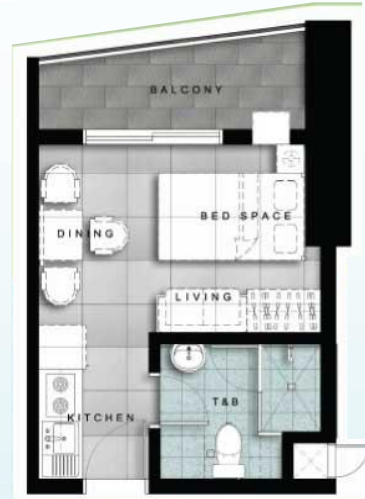 BALCONY
BED SPACE
DINING
LIVING
T&B
KITCHEN